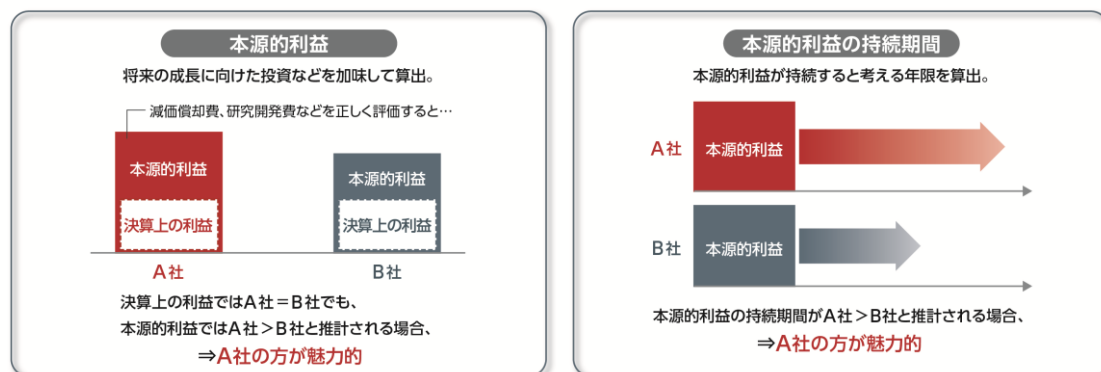 本源的利益
将来の成長に向けた投資などを加味して算出。
減価償却費、研究開発費などを正しく評価すると…
本源的利益
決算上の利益
本源的利益
決算上の利益
A社
B社
決算上の利益ではA社=B社でも、
本源的利益ではA社>B社と推計される場合、
⇒A社の方が魅力的
本源的利益の持続期間
本源的利益が持続すると考える年限を算出。
A社
本源的利益
B社
本源的利益
本源的利益の持続期間がA社>B社と推計される場合、
⇒A社の方が魅力的